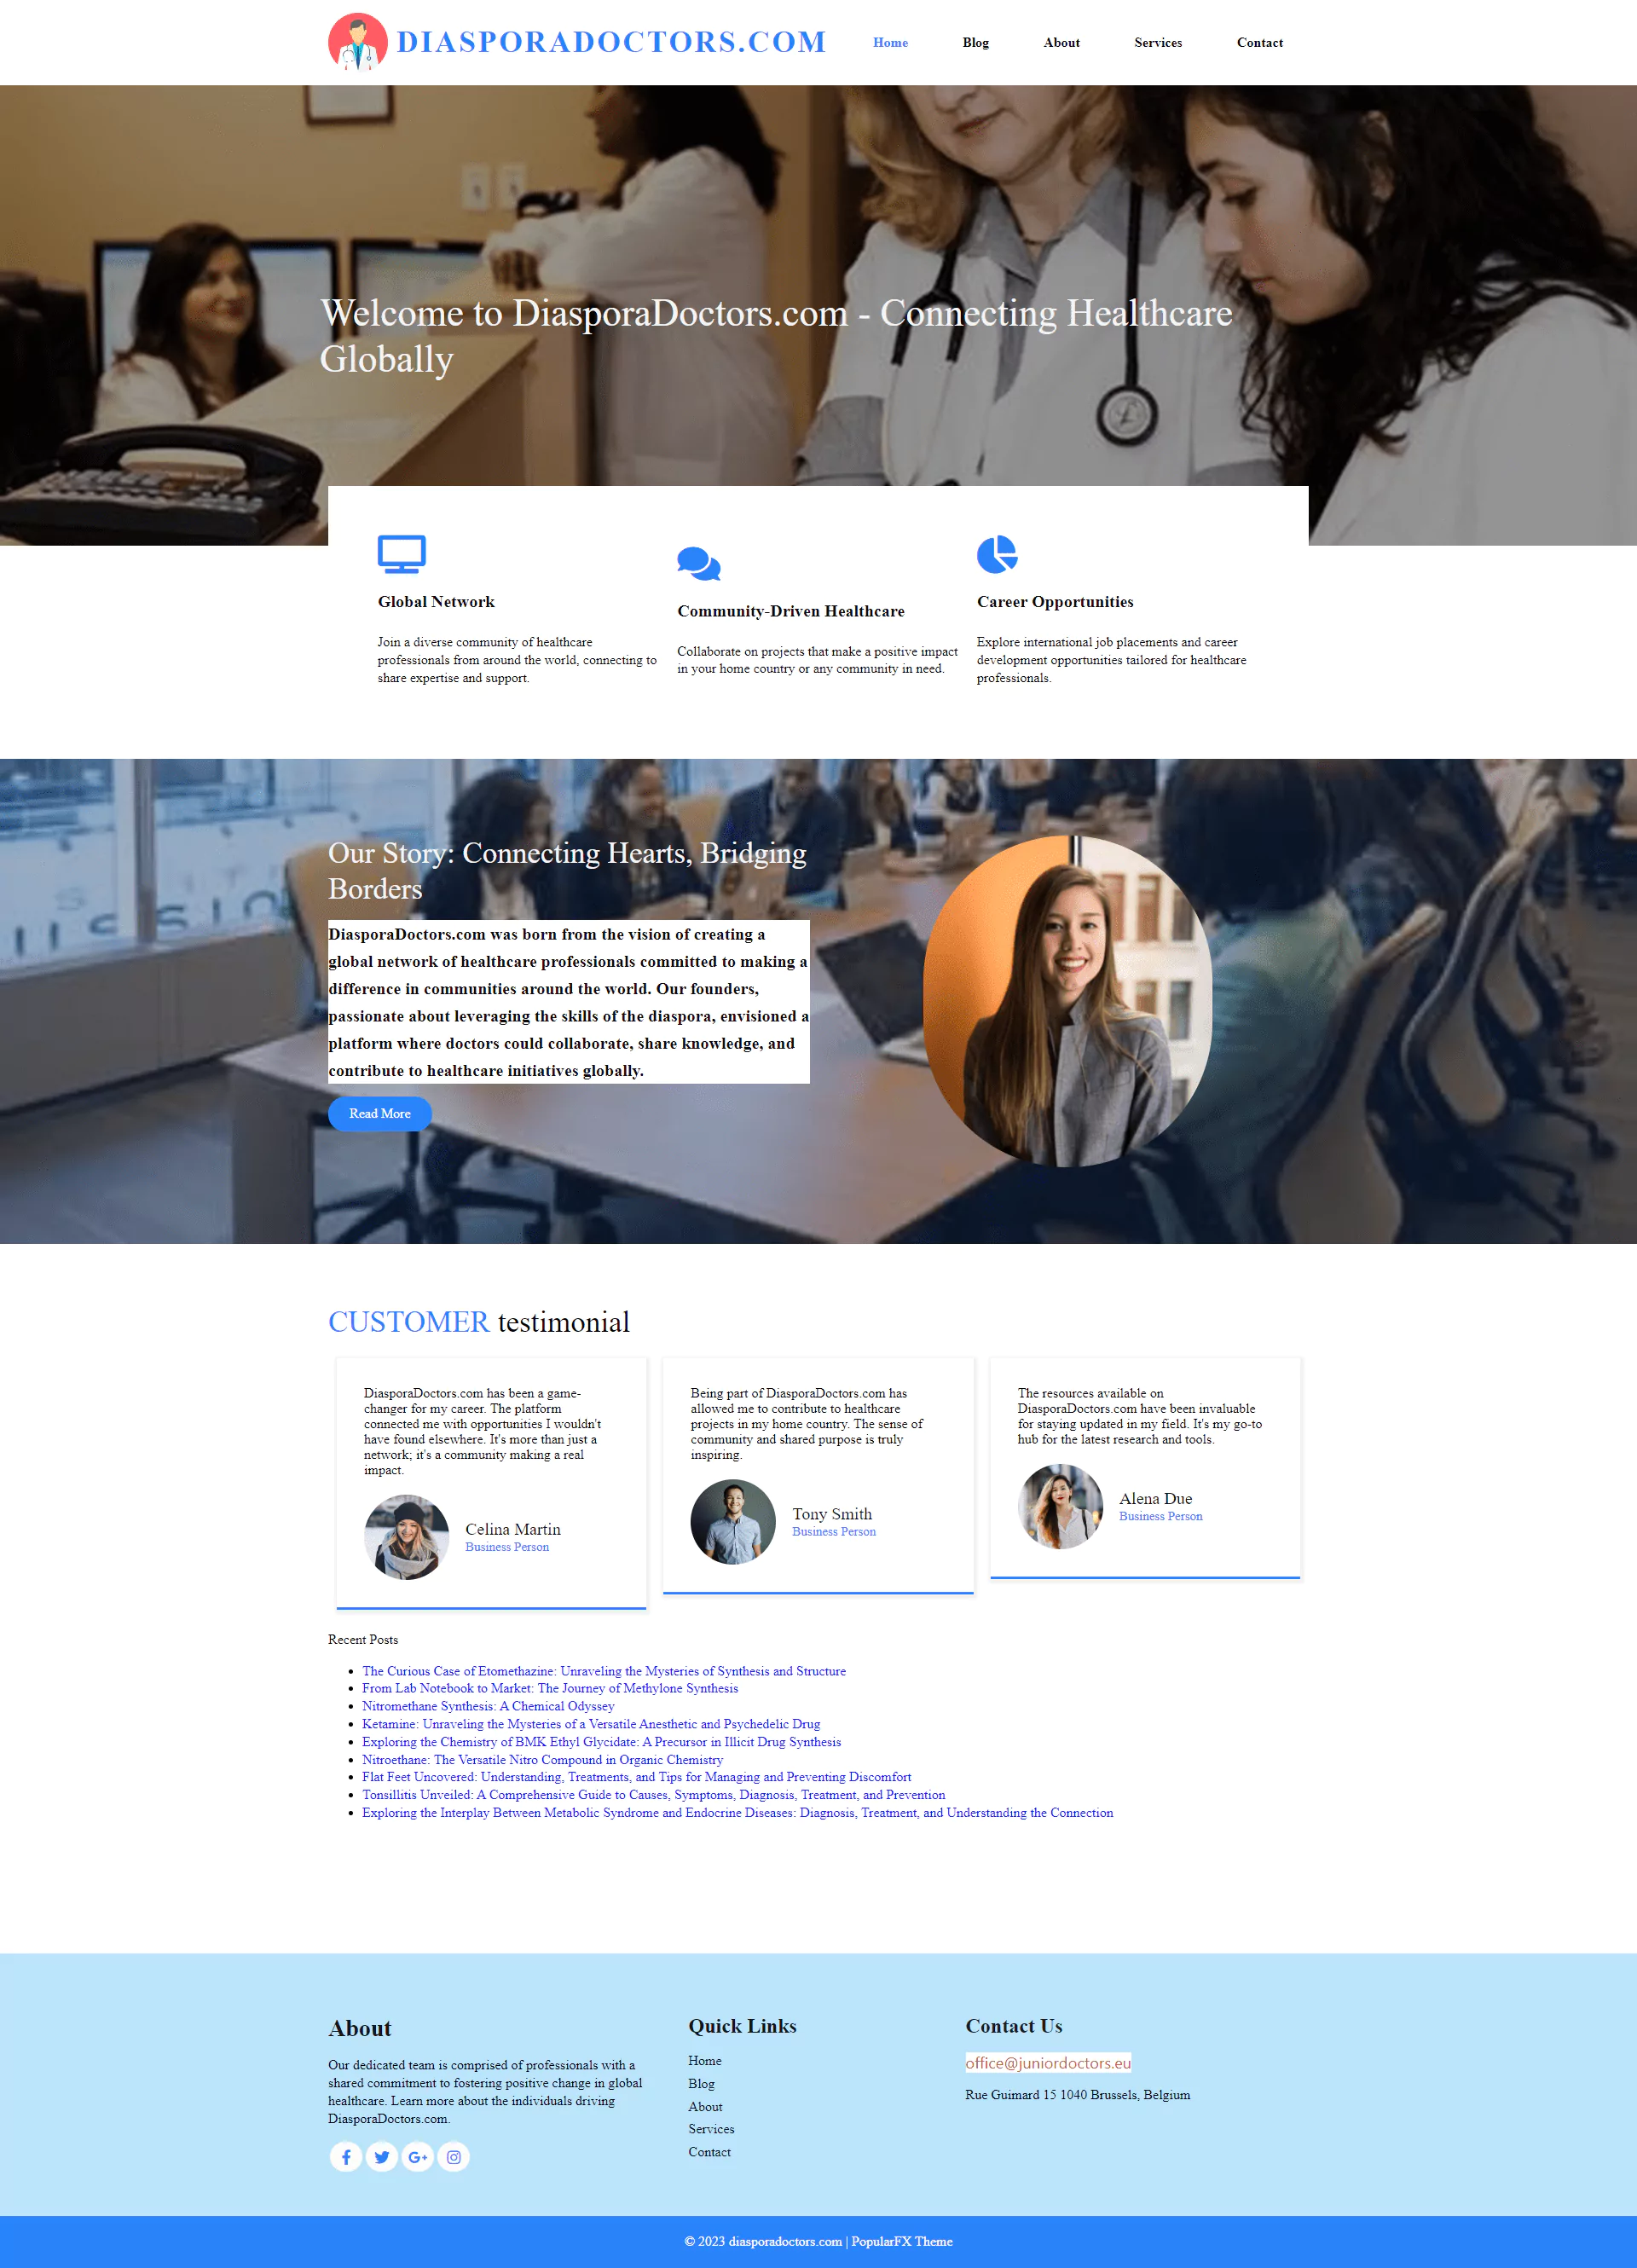 DIASPORADOCTORS.COM
Home
Blog
About
Services
Contact
Welcome to DiasporaDoctors.com - Connecting Healthcare
Globally
Global Network
Join a diverse community of healthcare
professionals from around the world, connecting to
share expertise and support.
Community-Driven Healthcare
Collaborate on projects that make a positive impact
in your home country or any community in need.
Career Opportunities
Explore international job placements and career
development opportunities tailored for healthcare
professionals.
Our Story: Connecting Hearts, Bridging
Borders
DiasporaDoctors.com was born from the vision of creating a
global network of healthcare professionals committed to making a
difference in communities around the world. Our founders,
passionate about leveraging the skills of the diaspora, envisioned a
platform where doctors could collaborate, share knowledge, and
contribute to healthcare initiatives globally.
Read More
CUSTOMER testimonial
DiasporaDoctors.com has been a game-
changer for my career. The platform
connected me with opportunities I wouldn't
have found elsewhere. It's more than just a
network; it's a community making a real
impact.
Celina Martin
Business Person
Being part of DiasporaDoctors.com has
allowed me to contribute to healthcare
projects in my home country. The sense of
community and shared purpose is truly
inspiring.
Tony Smith
Business Person
The resources available on
DiasporaDoctors.com have been invaluable
for staying updated in my field. It's my go-to
hub for the latest research and tools.
Alena Due
Business Person
Recent Posts
The Curious Case of Etomethazine: Unraveling the Mysteries of Synthesis and Structure
From Lab Notebook to Market: The Journey of Methylone Synthesis
Nitromethane Synthesis: A Chemical Odyssey
Ketamine: Unraveling the Mysteries of a Versatile Anesthetic and Psychedelic Drug
Exploring the Chemistry of BMK Ethyl Glycidate: A Precursor in Illicit Drug Synthesis
Nitroethane: The Versatile Nitro Compound in Organic Chemistry
Flat Feet Uncovered: Understanding, Treatments, and Tips for Managing and Preventing Discomfort
Tonsillitis Unveiled: A Comprehensive Guide to Causes, Symptoms, Diagnosis, Treatment, and Prevention
Exploring the Interplay Between Metabolic Syndrome and Endocrine Diseases: Diagnosis, Treatment, and Understanding the Connection
About
Our dedicated team is comprised of professionals with a
shared commitment to fostering positive change in global
healthcare. Learn more about the individuals driving
DiasporaDoctors.com.
Quick Links
Home
Blog
About
Services
Contact
Contact Us
office@juniordoctors.eu
Rue Guimard 15 1040 Brussels, Belgium
© 2023 diasporadoctors.com | PopularFX Theme